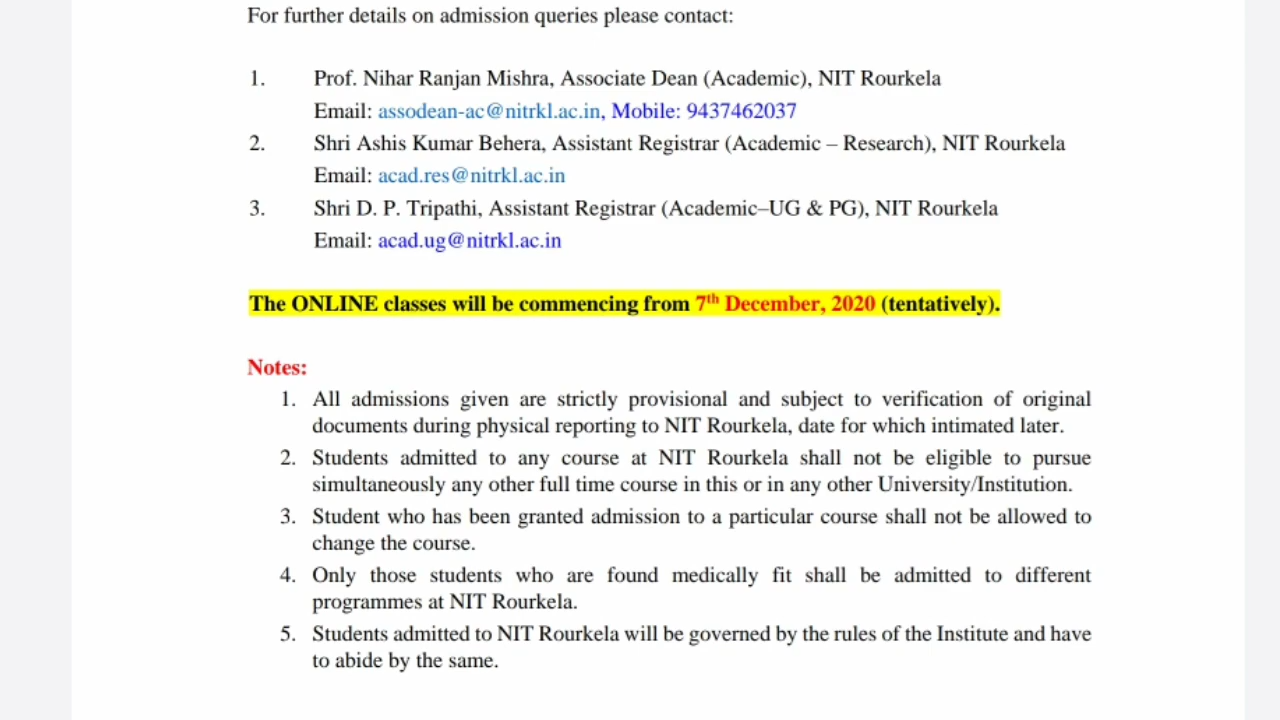 For further details on admission queries please contact:
1. Prof. Nihar Ranjan Mishra, Associate Dean (Academic), NIT Rourkela
Email: assodean-ac@nitrkl.ac.in, Mobile: 9437462037
2. Shri Ashis Kumar Behera, Assistant Registrar (Academic – Research), NIT Rourkela
Email: acad.res@nitrkl.ac.in
3. Shri D. P. Tripathi, Assistant Registrar (Academic–UG & PG), NIT Rourkela
Email: acad.ug@nitrkl.ac.in
The ONLINE classes will be commencing from 7th December, 2020 (tentatively).
Notes:
1. All admissions given are strictly provisional and subject to verification of original
documents during physical reporting to NIT Rourkela, date for which intimated later.
2. Students admitted to any course at NIT Rourkela shall not be eligible to pursue
simultaneously any other full time course in this or in any other University/Institution.
3. Student who has been granted admission to a particular course shall not be allowed to
change the course.
4. Only those students who are found medically fit shall be admitted to different
programmes at NIT Rourkela.
5. Students admitted to NIT Rourkela will be governed by the rules of the Institute and have
to abide by the same.